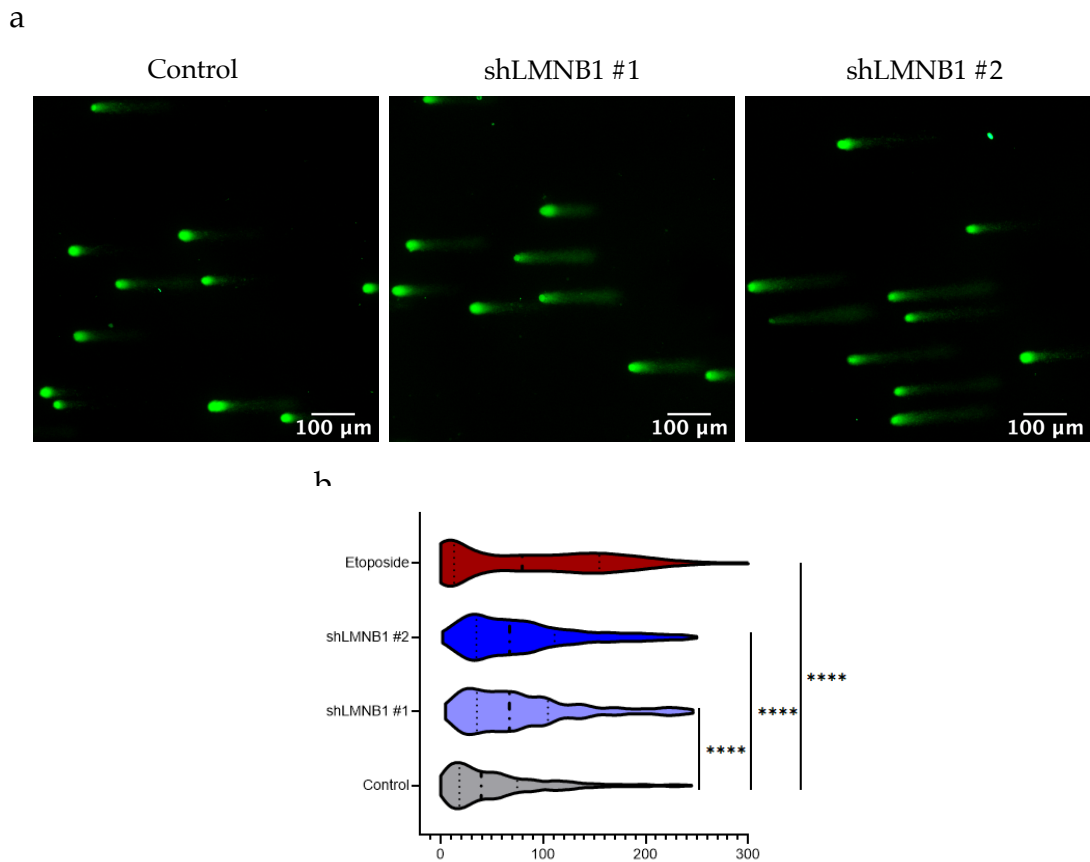 a
Control shLMNB1 #1 shLMNB1 #2
100 µm 100 µm 100 µm
b
Etoposide
shLMNB1 #2
shLMNB1 #1
Control
****
****
****
0 100 200 300